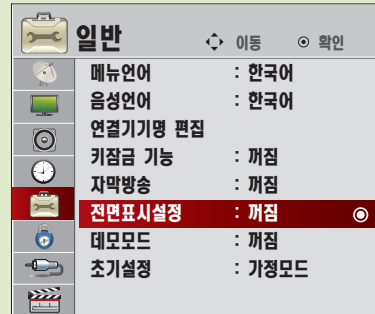 일반 이동 확인
메뉴언어 : 한국어
음성언어 : 한국어
연결기기명 편집
키잠금 기능 : 꺼짐
자막방송 : 꺼짐
전면표시설정 : 꺼짐
데모모드 : 꺼짐
초기설정 : 가정모드